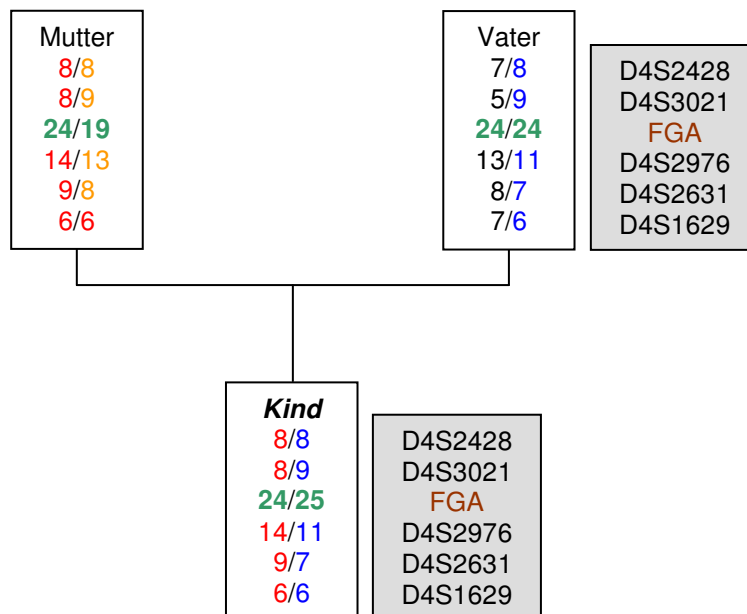 Mutter
8/8
8/9
24/19
14/13
9/8
6/6
Vater
7/8
5/9
24/24
13/11
8/7
7/6
D4S2428
D4S3021
FGA
D4S2976
D4S2631
D4S1629
Kind
8/8
8/9
24/25
14/11
9/7
6/6
D4S2428
D4S3021
FGA
D4S2976
D4S2631
D4S1629